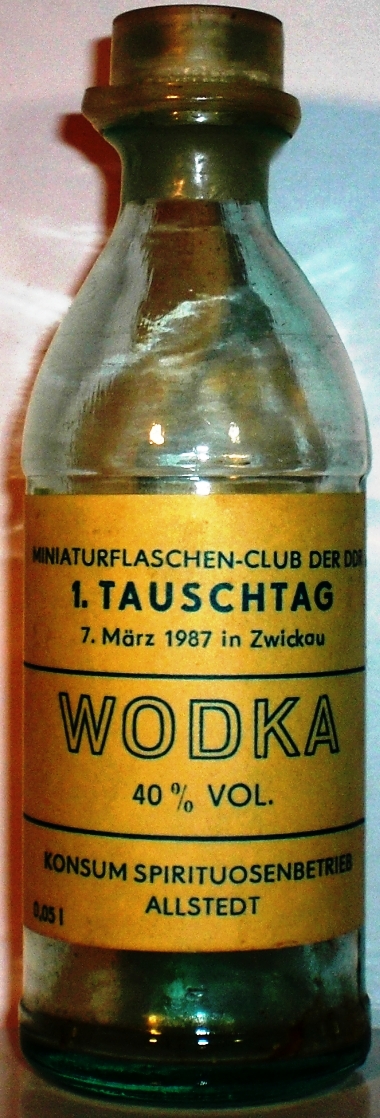 MINIATURFLASCHEN-CLUB DER DDR
1. TAUSCHTAG
7. März 1987 in Zwickau
WODKA
40 % VOL.
KONSUM SPIRITUOSENBETRIEB
ALLSTEDT
0,05 l